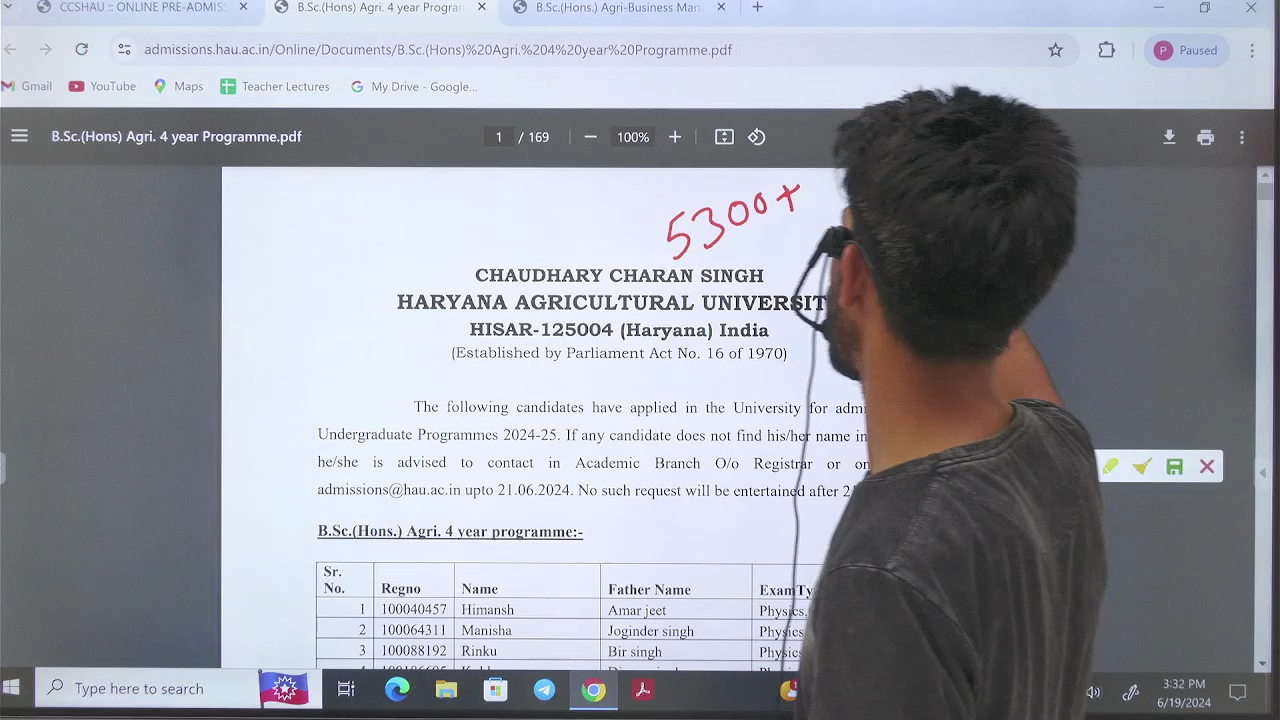 CCSHAU :: ONLINE PRE-ADMIS
B.Sc.(Hons) Agri. 4 year Progran
B.Sc.(Hons.) Agri-Business Man
admissions.hau.ac.in/Online/Documents/B.Sc.(Hons)%20Agri.%204%20year%20Programme.pdf
P Paused
Gmail YouTube Maps Teacher Lectures My Drive - Google...
B.Sc.(Hons) Agri. 4 year Programme.pdf 1 / 169 100%
5300+
CHAUDHARY CHARAN SINGH
HARYANA AGRICULTURAL UNIVERSIT
HISAR-125004 (Haryana) India
(Established by Parliament Act No. 16 of 1970)
The following candidates have applied in the University for admi
Undergraduate Programmes 2024-25. If any candidate does not find his/her name in
he/she is advised to contact in Academic Branch O/o Registrar or on
admissions@hau.ac.in upto 21.06.2024. No such request will be entertained after 2
B.Sc.(Hons.) Agri. 4 year programme:-
Sr. No. Regno Name Father Name ExamTy
1 100040457 Himansh Amar jeet Physics,
2 100064311 Manisha Joginder singh Physics
3 100088192 Rinku Bir singh Physics
Type here to search
3:32 PM
6/19/2024